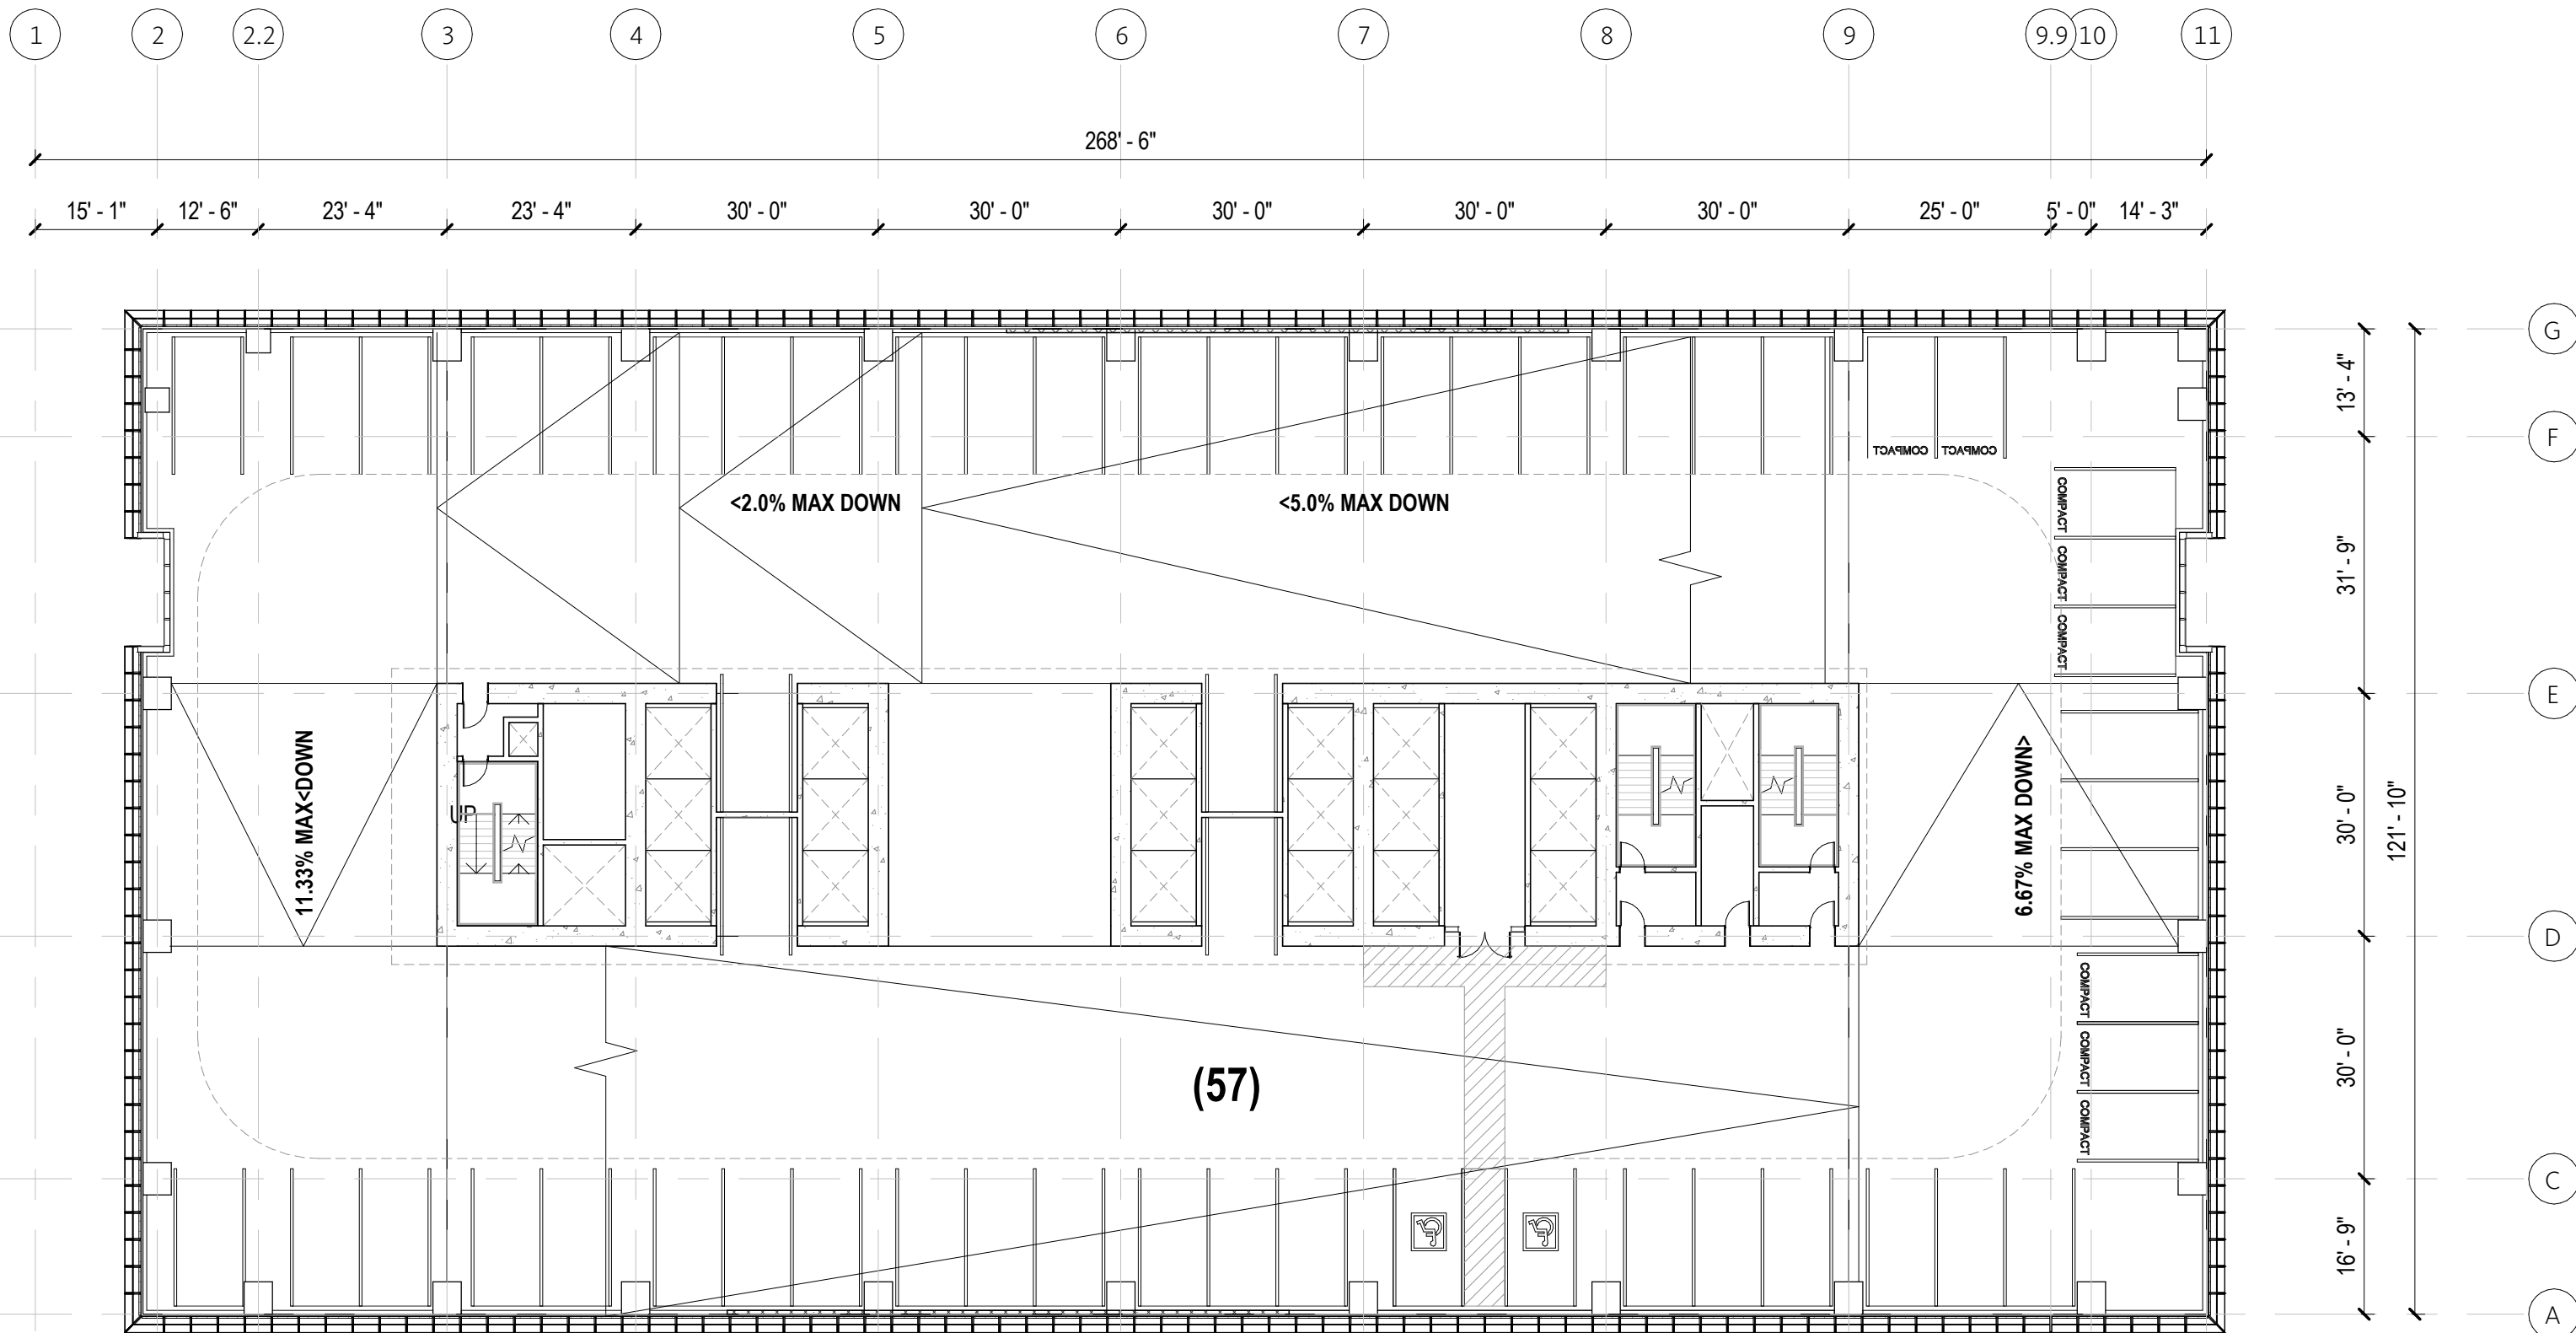 1 2 2.2 3 4 5 6 7 8 9 9.9 10 11
268' - 6"
15' - 1" 12' - 6" 23' - 4" 23' - 4" 30' - 0" 30' - 0" 30' - 0" 30' - 0" 30' - 0" 25' - 0" 5' - 0" 14' - 3"
G
13' - 4"
F
COMPACT COMPACT
<2.0% MAX DOWN <5.0% MAX DOWN
COMPACT
COMPACT
COMPACT
31' - 9"
E
11.33% MAX<DOWN
UP
6.67% MAX DOWN>
30' - 0"
121' - 10"
D
COMPACT
COMPACT
COMPACT
(57)
30' - 0"
C
16' - 9"
A